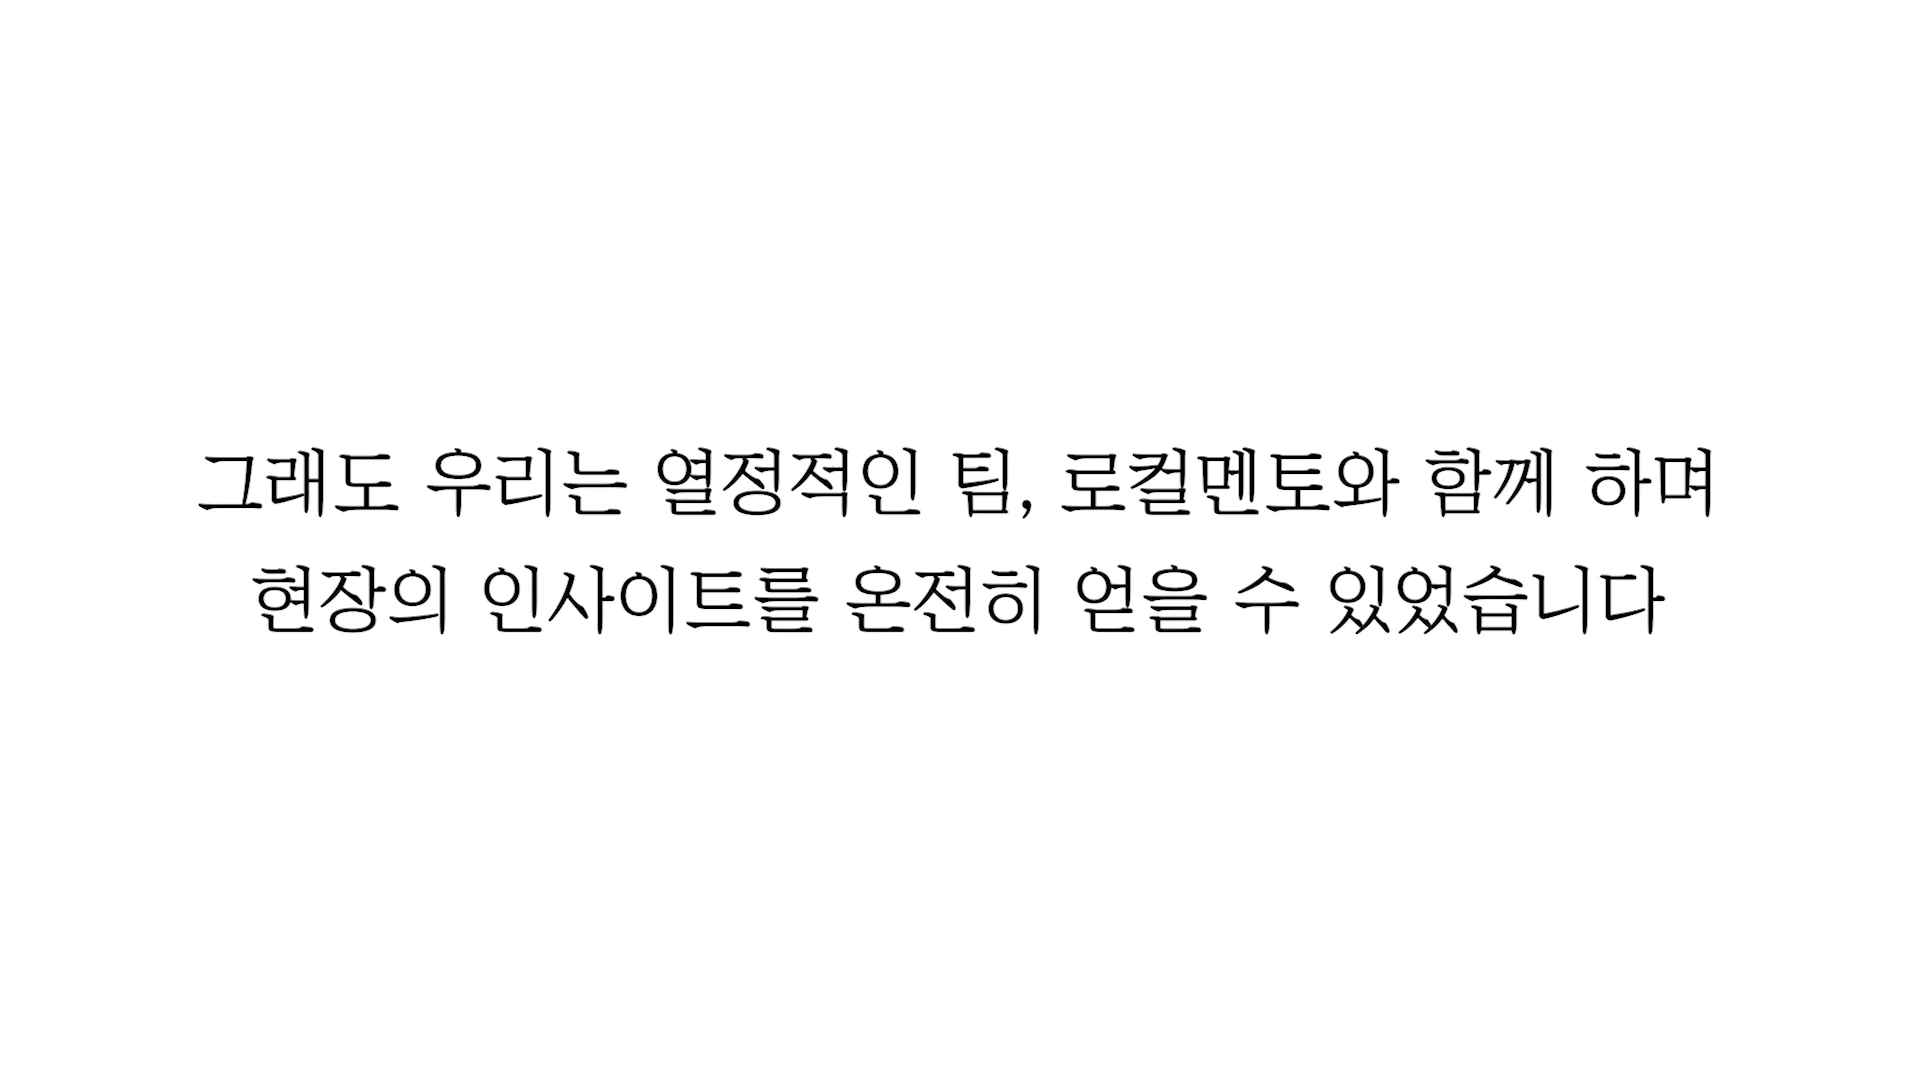 그래도 우리는 열정적인 팀, 로컬멘토와 함께 하며
현장의 인사이트를 온전히 얻을 수 있었습니다